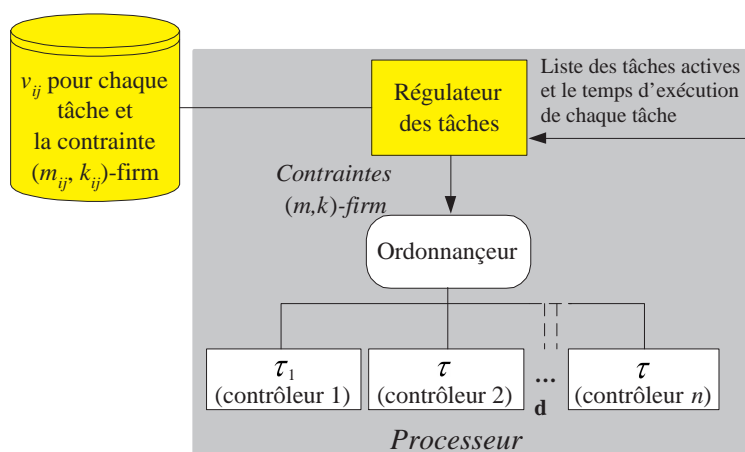 v_ij pour chaque
tâche et
la contrainte
(m_ij, k_ij)-firm
Régulateur
des tâches
Liste des tâches actives
et le temps d'exécution
de chaque tâche
Contraintes
(m,k)-firm
Ordonnançeur
τ_1
(contrôleur 1)
τ
(contrôleur 2)
...
d
τ
(contrôleur n)
Processeur